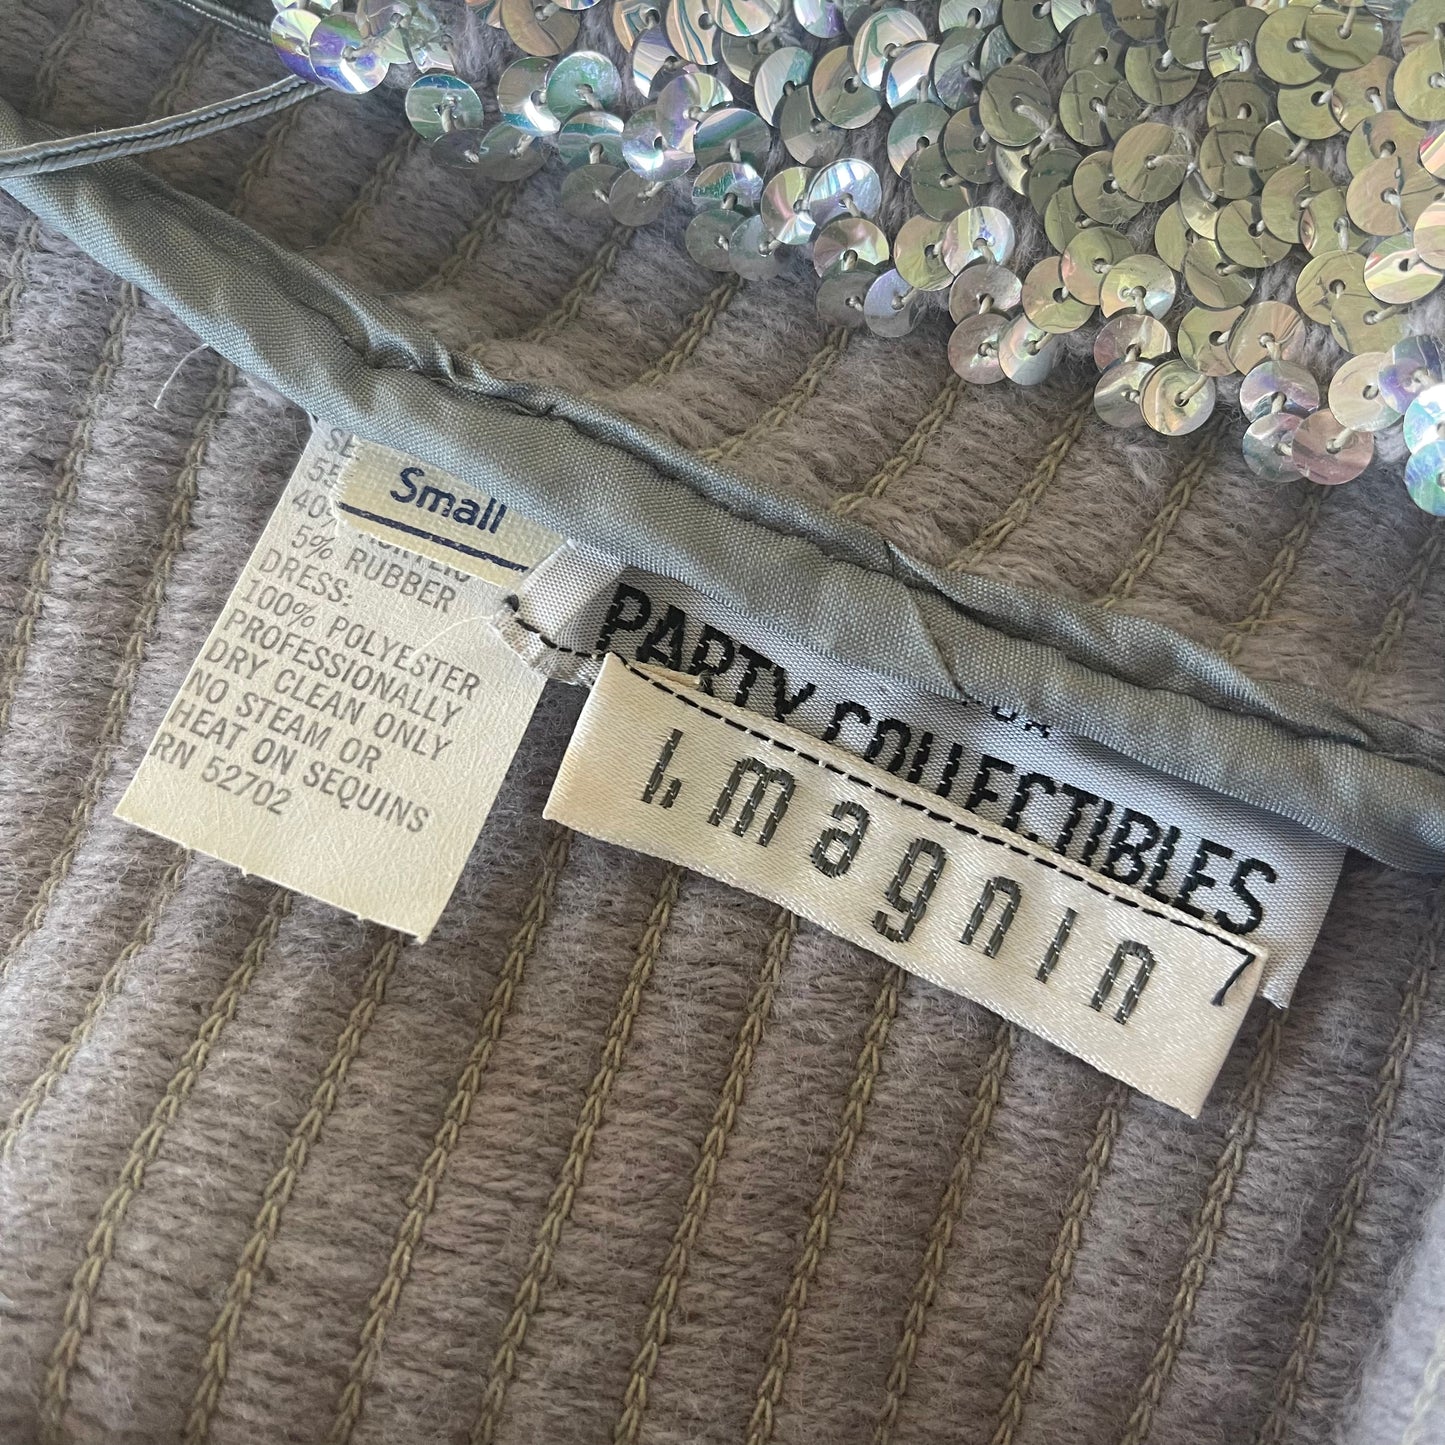 Small
5% RUBBER
DRESS:
100% POLYESTER
PROFESSIONALLY
DRY CLEAN ONLY
NO STEAM OR
HEAT ON SEQUINS
RN 52702
PARTY COLLECTIBLES
I. magnin 7